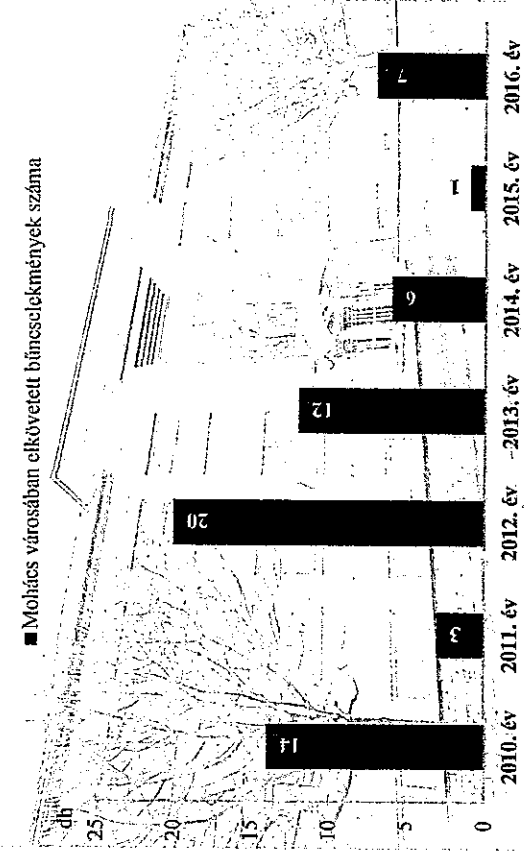 ■ Mohács városában elkövetett bűncselekmények száma
dh
25
20
15
10
5
0
14
3
20
12
6
1
7
2010. év
2011. év
2012. év
2013. év
2014. év
2015. év
2016. év